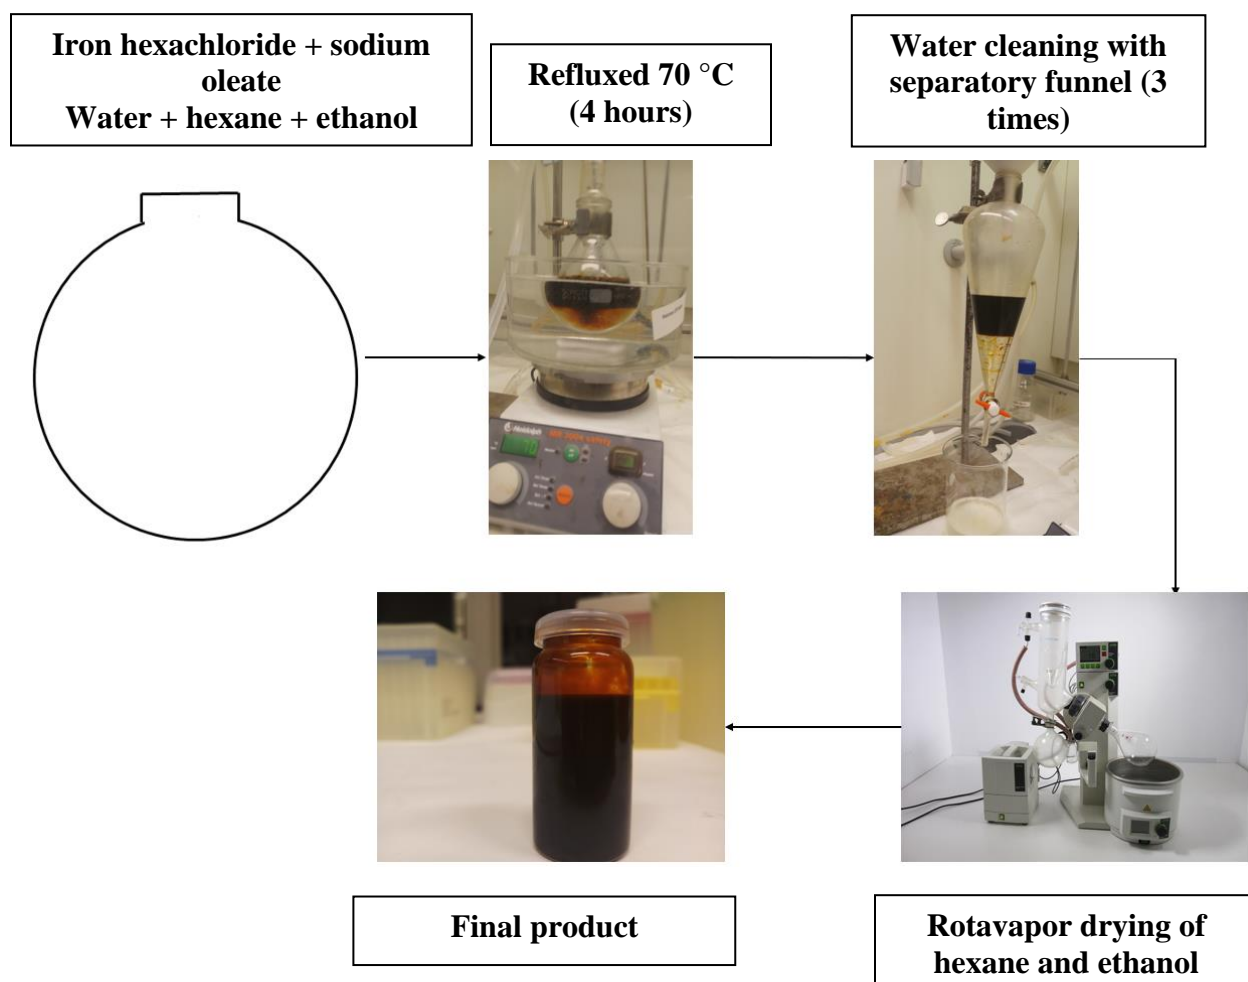 Iron hexachloride + sodium
oleate
Water + hexane + ethanol
Refluxed 70 °C
(4 hours)
Water cleaning with
separatory funnel (3
times)
Heidolph
Final product
Rotavapor drying of
hexane and ethanol